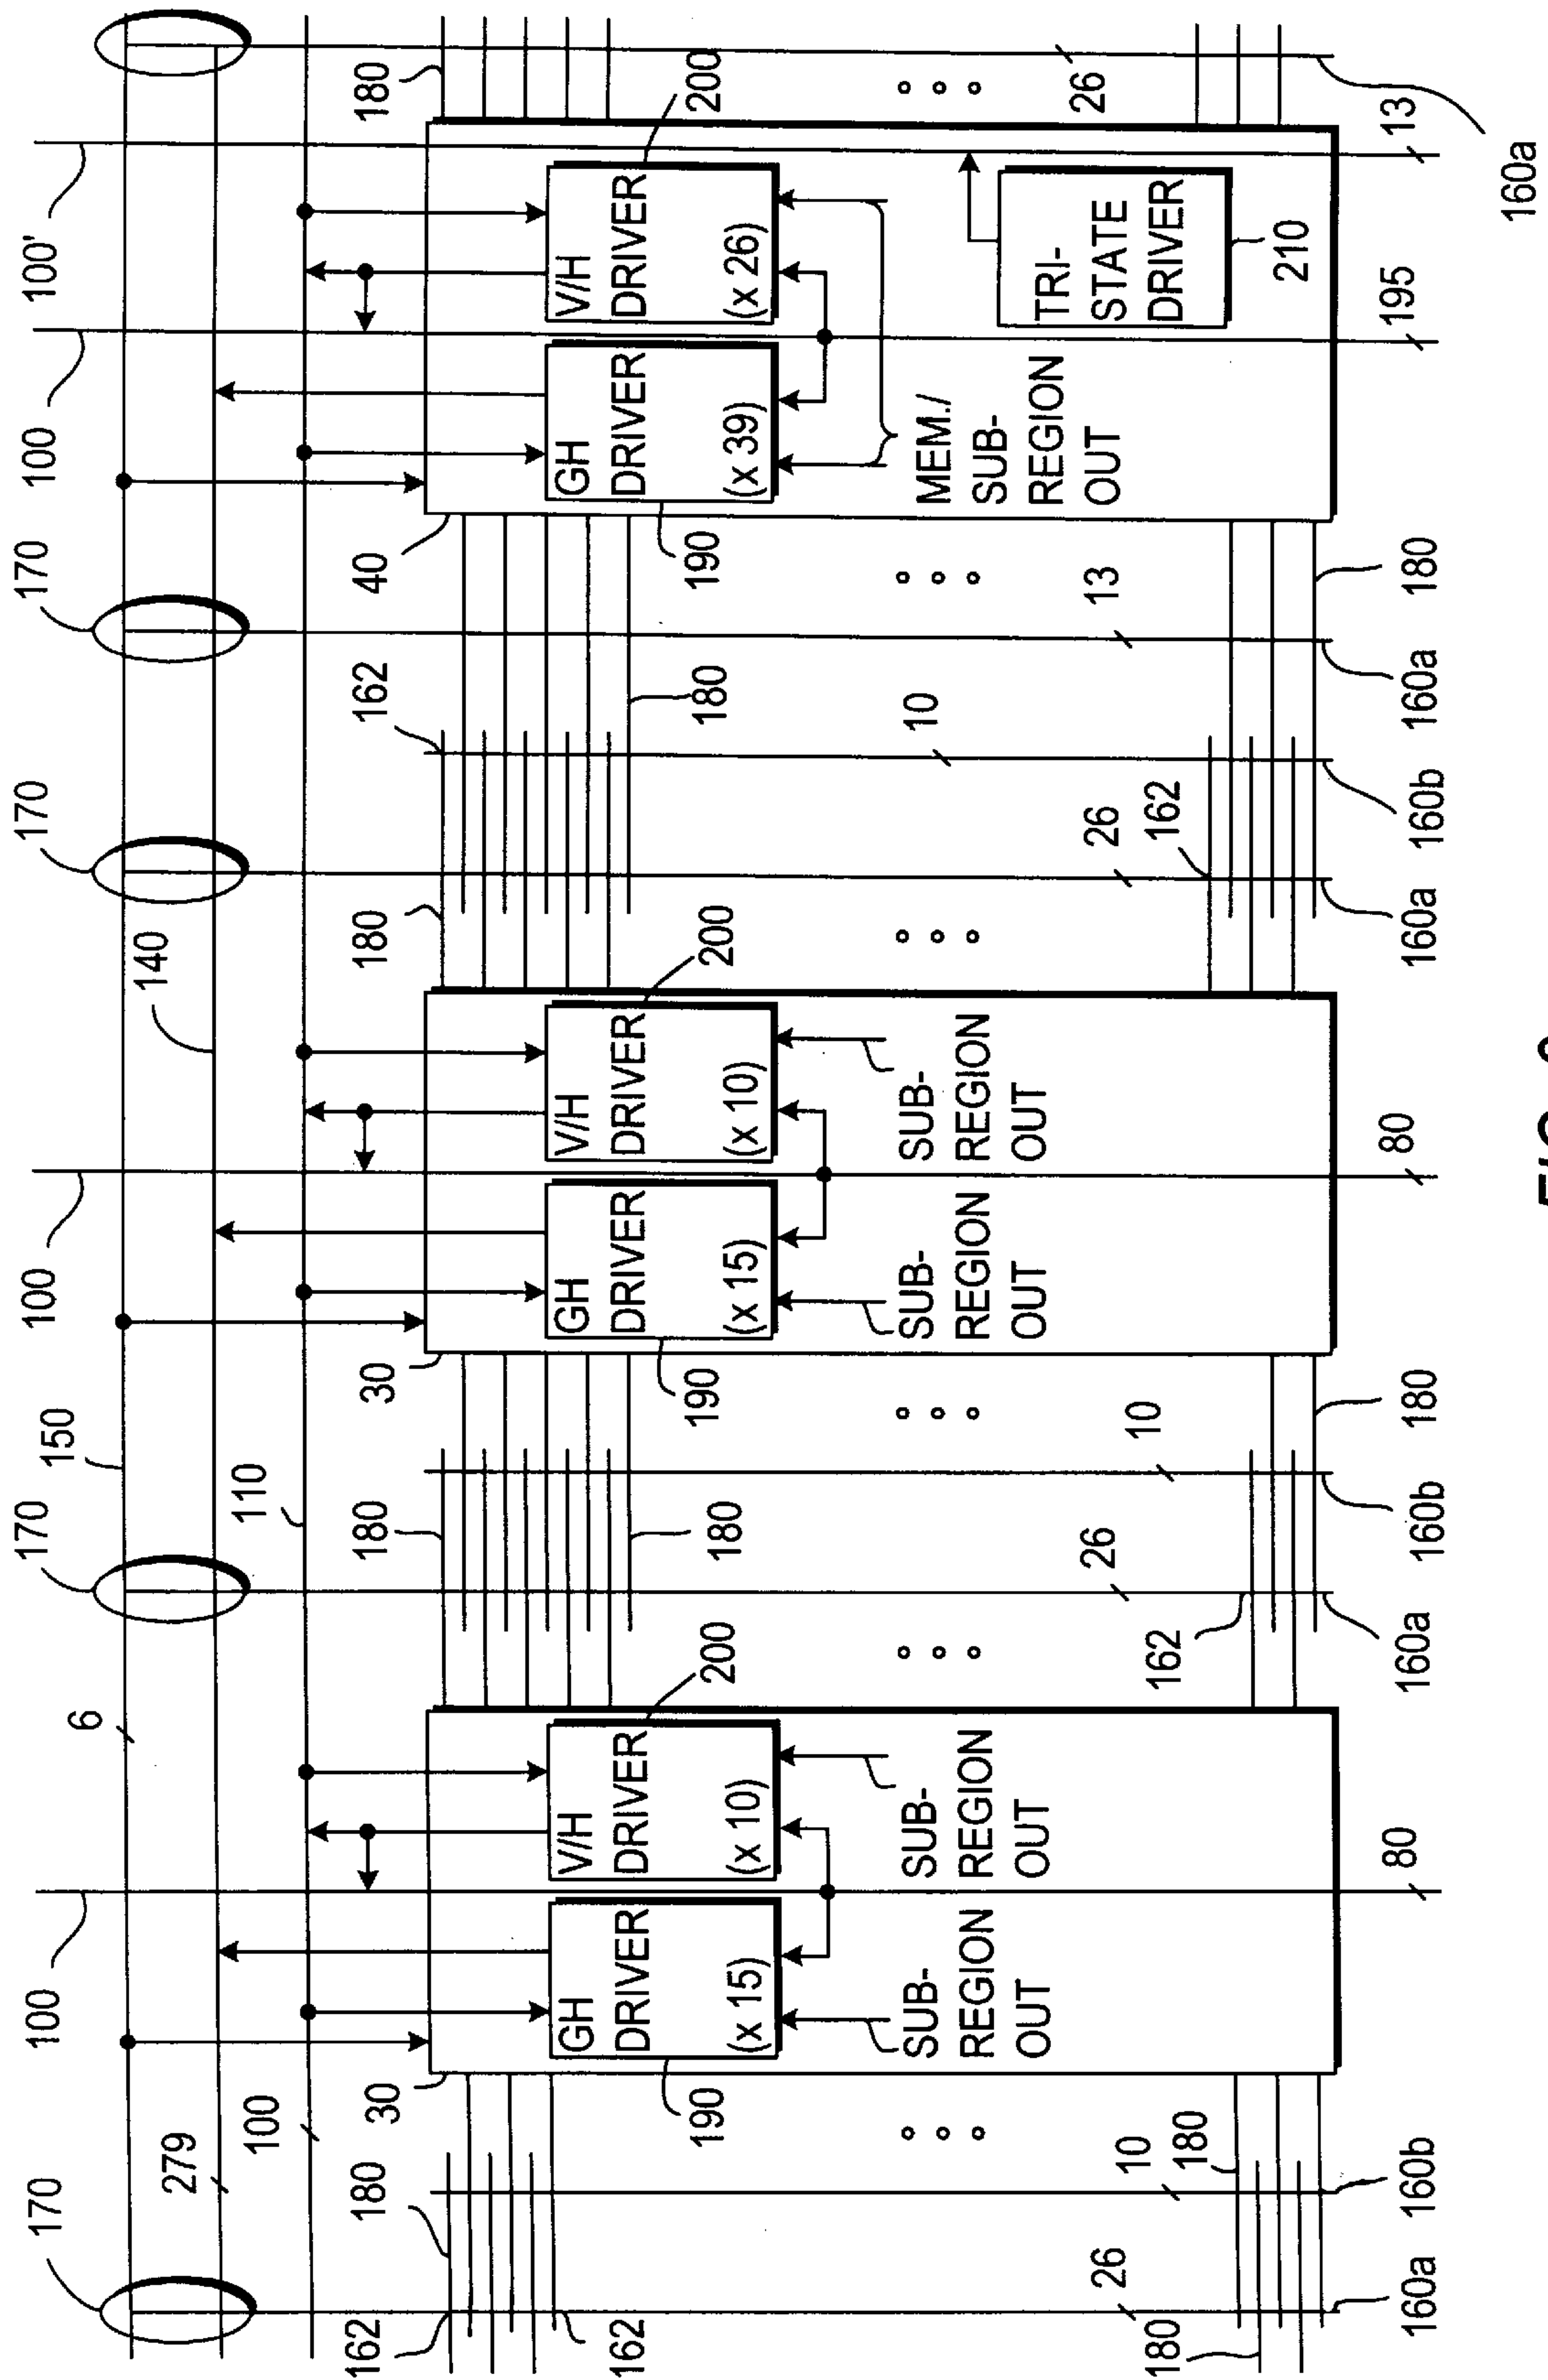 170 100 170 100 170 170 100 100'
150
6
140
279
110
100
162 180 30 180 30 180 162 40 180
162
GH
DRIVER
(x 15)
V/H
DRIVER
(x 10)
GH
DRIVER
(x 15)
V/H
DRIVER
(x 10)
GH
DRIVER
(x 39)
V/H
DRIVER
(x 26)
190 200 180 190 200 180 190 200
SUB-
REGION
OUT
SUB-
REGION
OUT
SUB-
REGION
OUT
SUB-
REGION
OUT
MEM./
SUB-
REGION
OUT
TRI-
STATE
DRIVER
210
10
26 10 26 10 26 13 26
180 162 162
180 80 180 80 180 195 13
160a 160b 160a 160b 160a 160b 160a
160a
FIG.